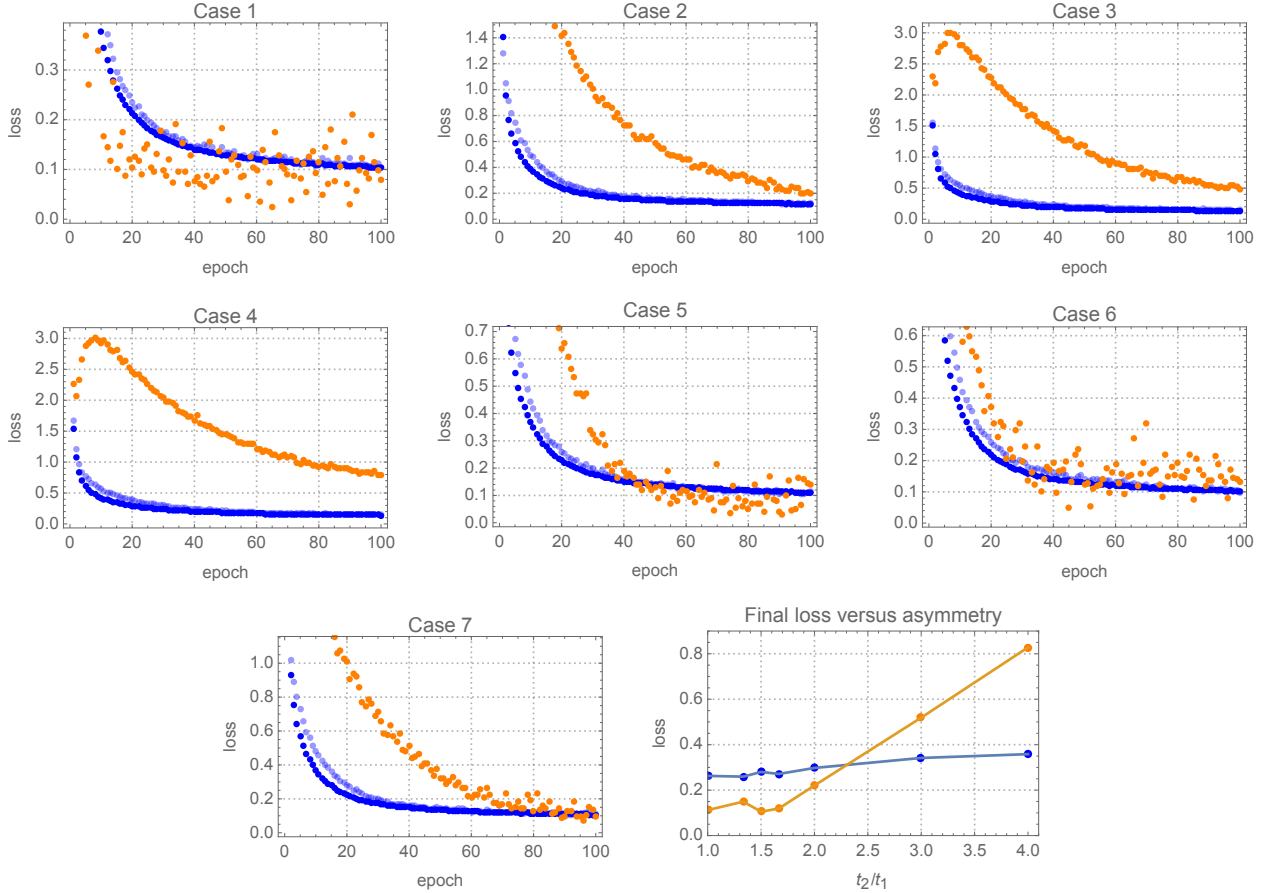 Case 1
loss
0.3
0.2
0.1
0.0
0 20 40 60 80 100
epoch
Case 2
loss
1.4
1.2
1.0
0.8
0.6
0.4
0.2
0.0
0 20 40 60 80 100
epoch
Case 3
loss
3.0
2.5
2.0
1.5
1.0
0.5
0.0
0 20 40 60 80 100
epoch
Case 4
loss
3.0
2.5
2.0
1.5
1.0
0.5
0.0
0 20 40 60 80 100
epoch
Case 5
loss
0.7
0.6
0.5
0.4
0.3
0.2
0.1
0.0
0 20 40 60 80 100
epoch
Case 6
loss
0.6
0.5
0.4
0.3
0.2
0.1
0.0
0 20 40 60 80 100
epoch
Case 7
loss
1.0
0.8
0.6
0.4
0.2
0.0
0 20 40 60 80 100
epoch
Final loss versus asymmetry
loss
0.8
0.6
0.4
0.2
0.0
1.0 1.5 2.0 2.5 3.0 3.5 4.0
t₂/t₁